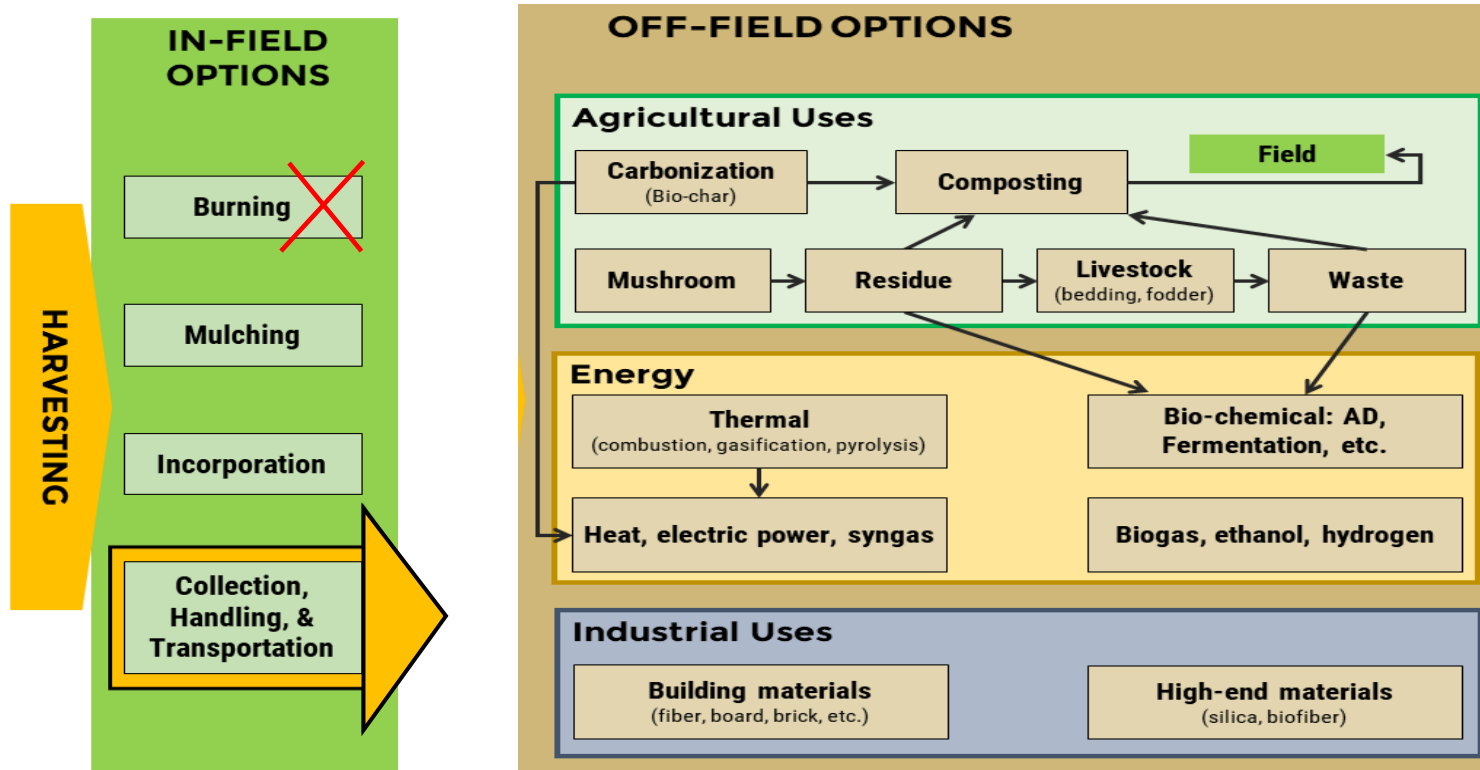 IN-FIELD
OPTIONS
HARVESTING
Burning
Mulching
Incorporation
Collection,
Handling, &
Transportation
OFF-FIELD OPTIONS
Agricultural Uses
Carbonization
(Bio-char)
Composting
Field
Mushroom
Residue
Livestock
(bedding, fodder)
Waste
Energy
Thermal
(combustion, gasification, pyrolysis)
Bio-chemical: AD,
Fermentation, etc.
Heat, electric power, syngas
Biogas, ethanol, hydrogen
Industrial Uses
Building materials
(fiber, board, brick, etc.)
High-end materials
(silica, biofiber)